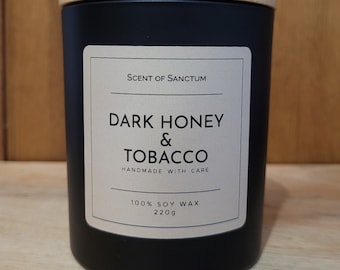 Scent of Sanctum
DARK HONEY
&
TOBACCO
HANDMADE WITH CARE
100% SOY WAX
220g